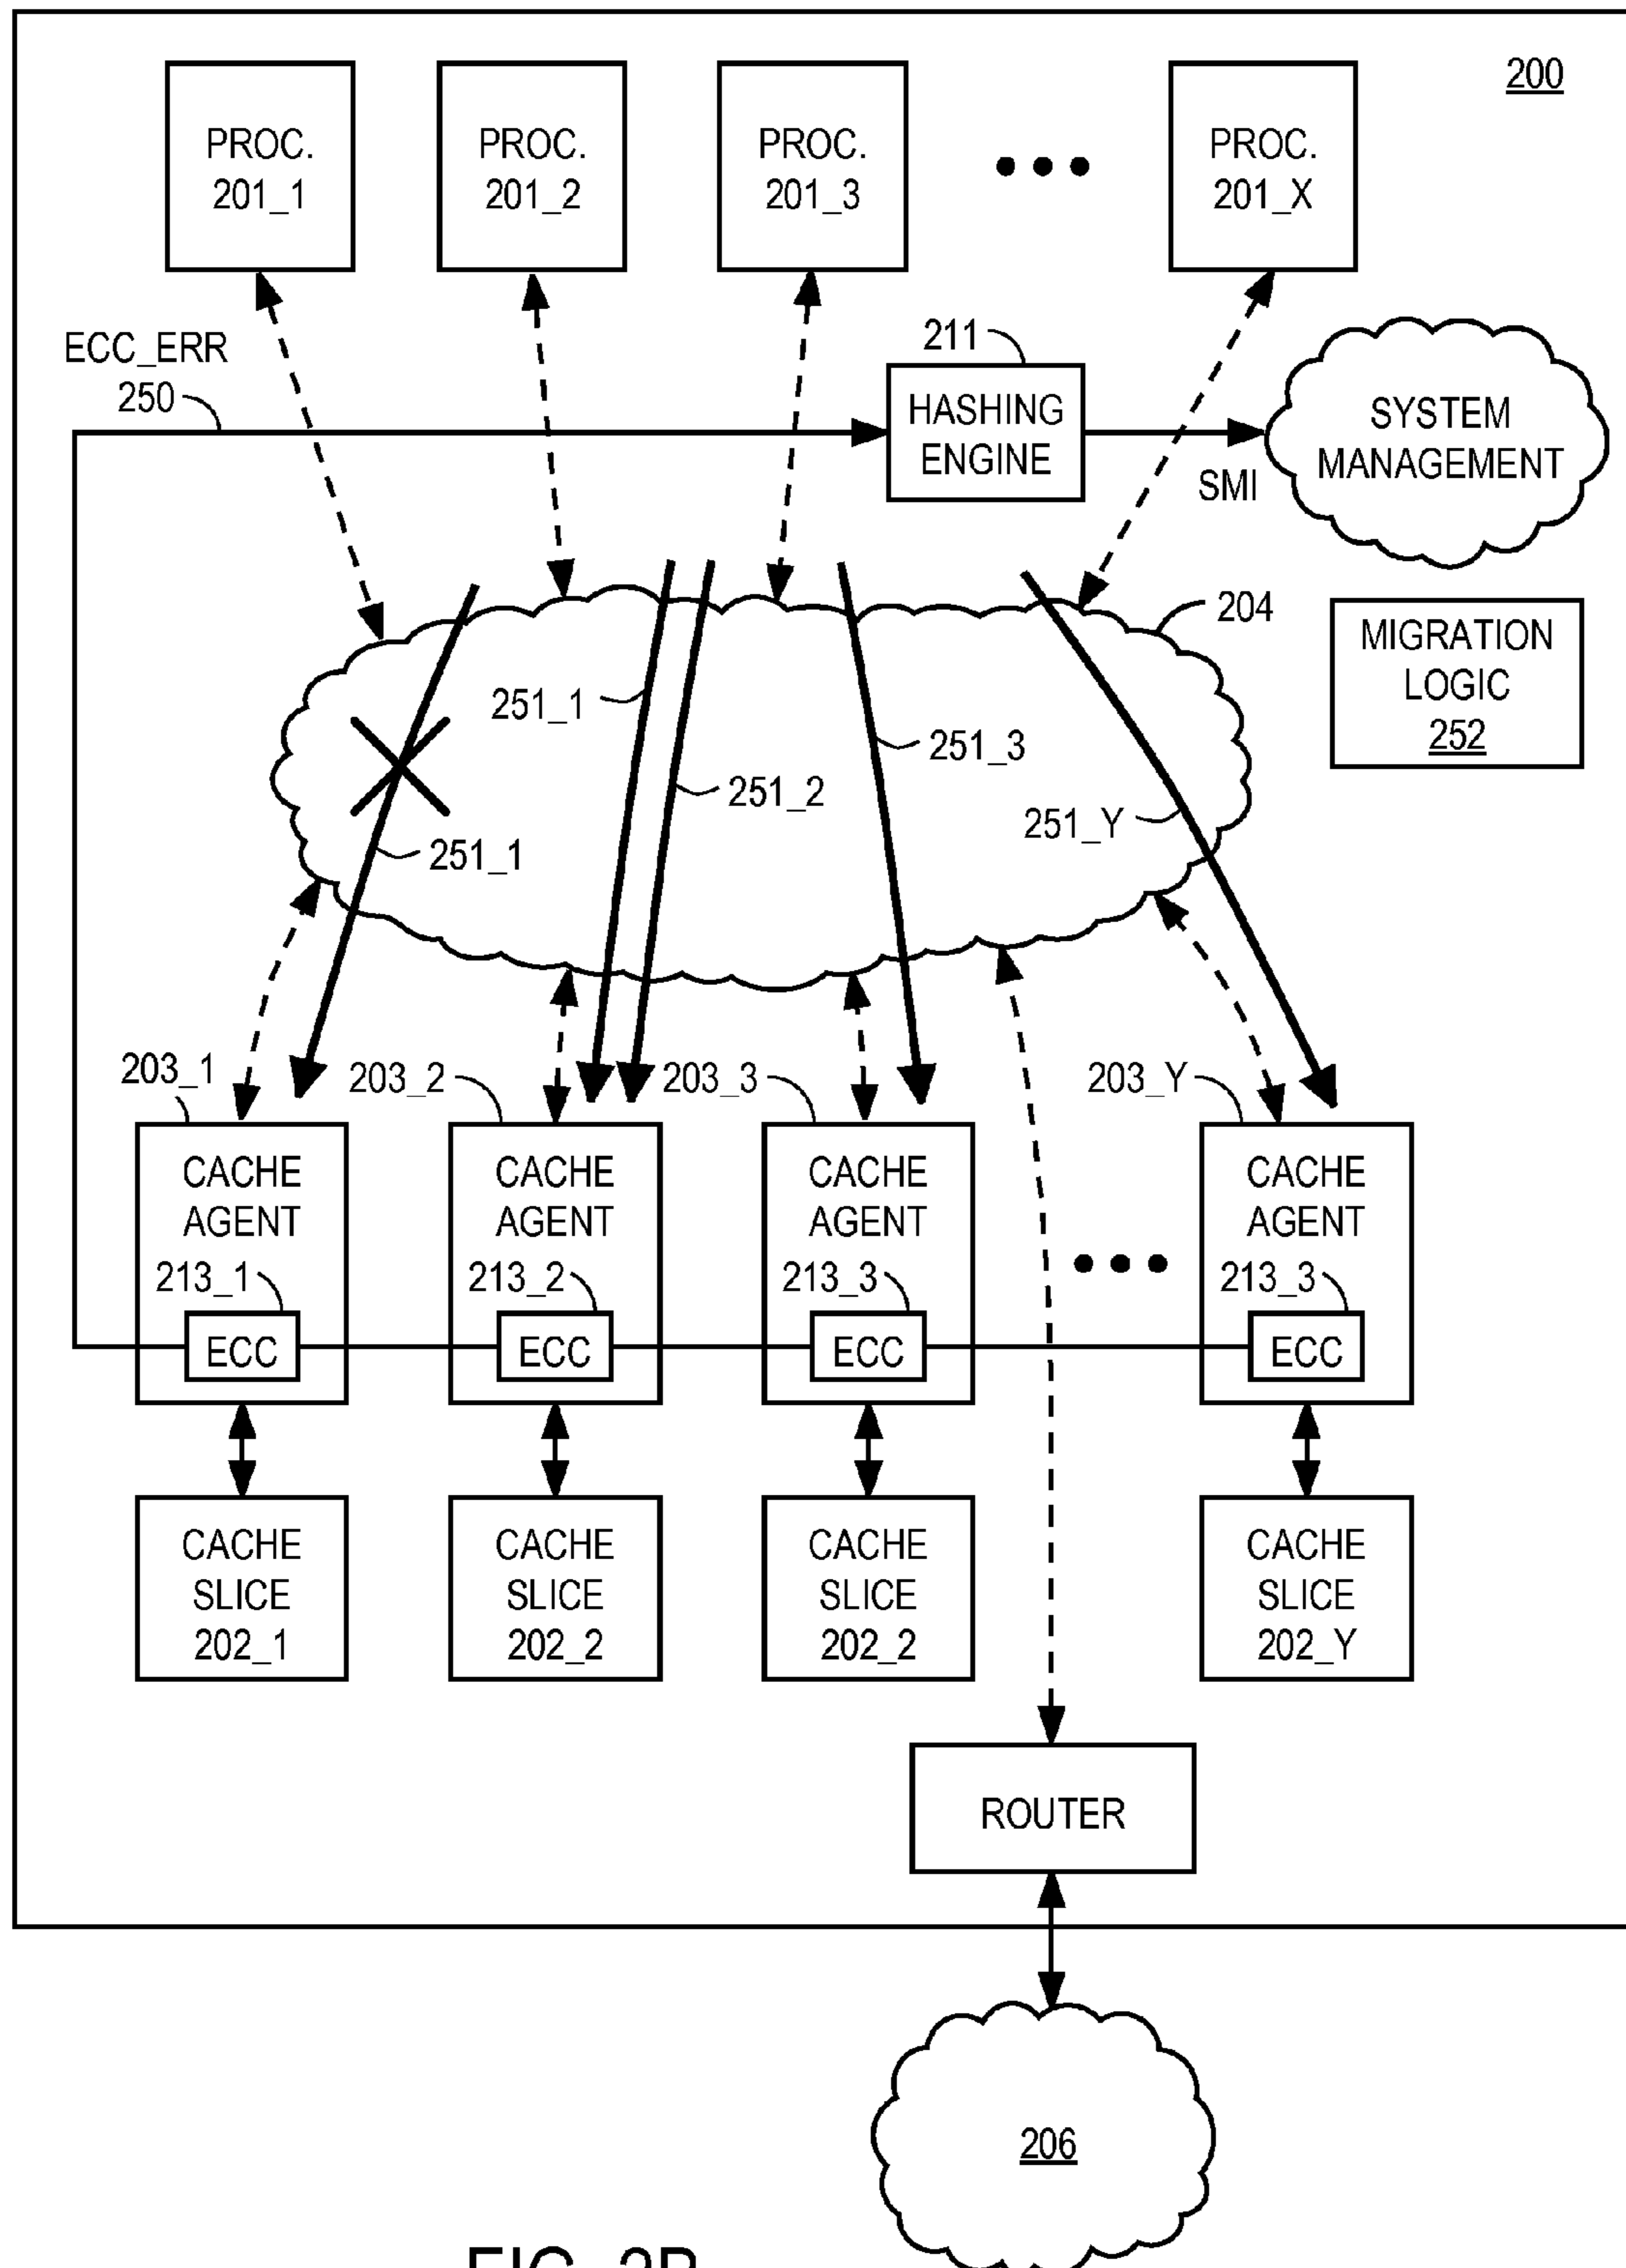 200
PROC.
201_1
PROC.
201_2
PROC.
201_3
PROC.
201_X
ECC_ERR
250
211
HASHING
ENGINE
SMI
SYSTEM
MANAGEMENT
204
MIGRATION
LOGIC
252
251_1
251_2
251_3
251_Y
251_1
203_1
203_2
203_3
203_Y
CACHE
AGENT
213_1
ECC
CACHE
AGENT
213_2
ECC
CACHE
AGENT
213_3
ECC
CACHE
AGENT
213_3
ECC
CACHE
SLICE
202_1
CACHE
SLICE
202_2
CACHE
SLICE
202_2
CACHE
SLICE
202_Y
ROUTER
206
FIG.